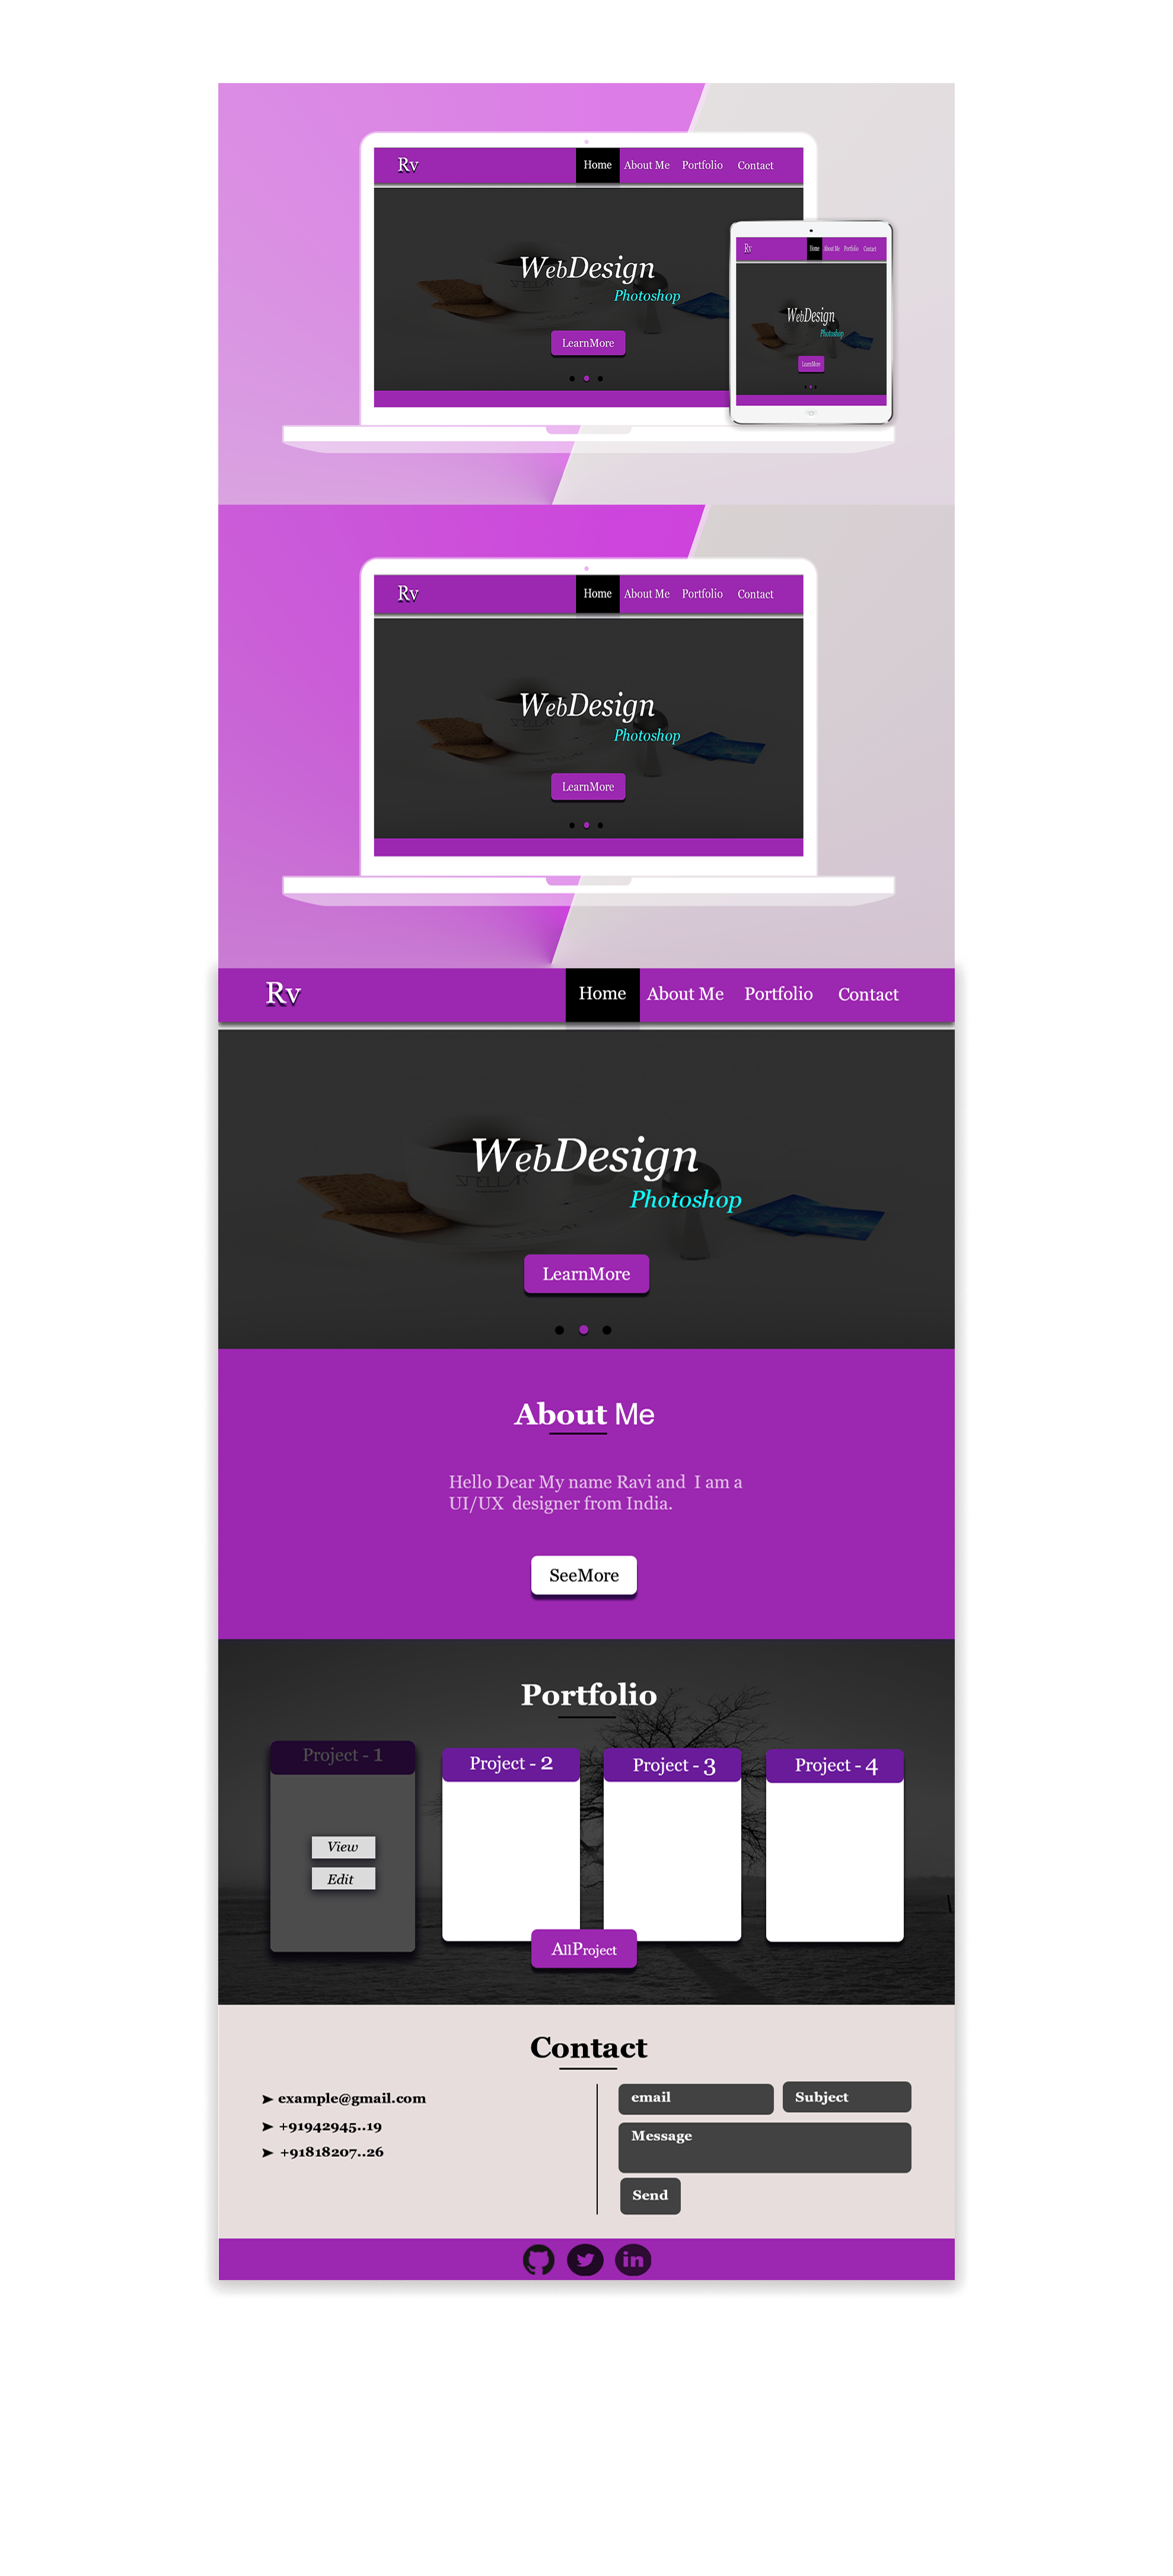 Rv Home About Me Portfolio Contact
WebDesign
Photoshop
LearnMore
Rv Home About Me Portfolio Contact
WebDesign
Photoshop
LearnMore
Rv Home About Me Portfolio Contact
WebDesign
Photoshop
LearnMore
Rv Home About Me Portfolio Contact
WebDesign
Photoshop
LearnMore
About Me
Hello Dear My name Ravi and I am a
UI/UX designer from India.
SeeMore
Portfolio
Project - 1 Project - 2 Project - 3 Project - 4
View
Edit
AllProject
Contact
example@gmail.com
+91942945..19
+91818207..26
email Subject
Message
Send
in